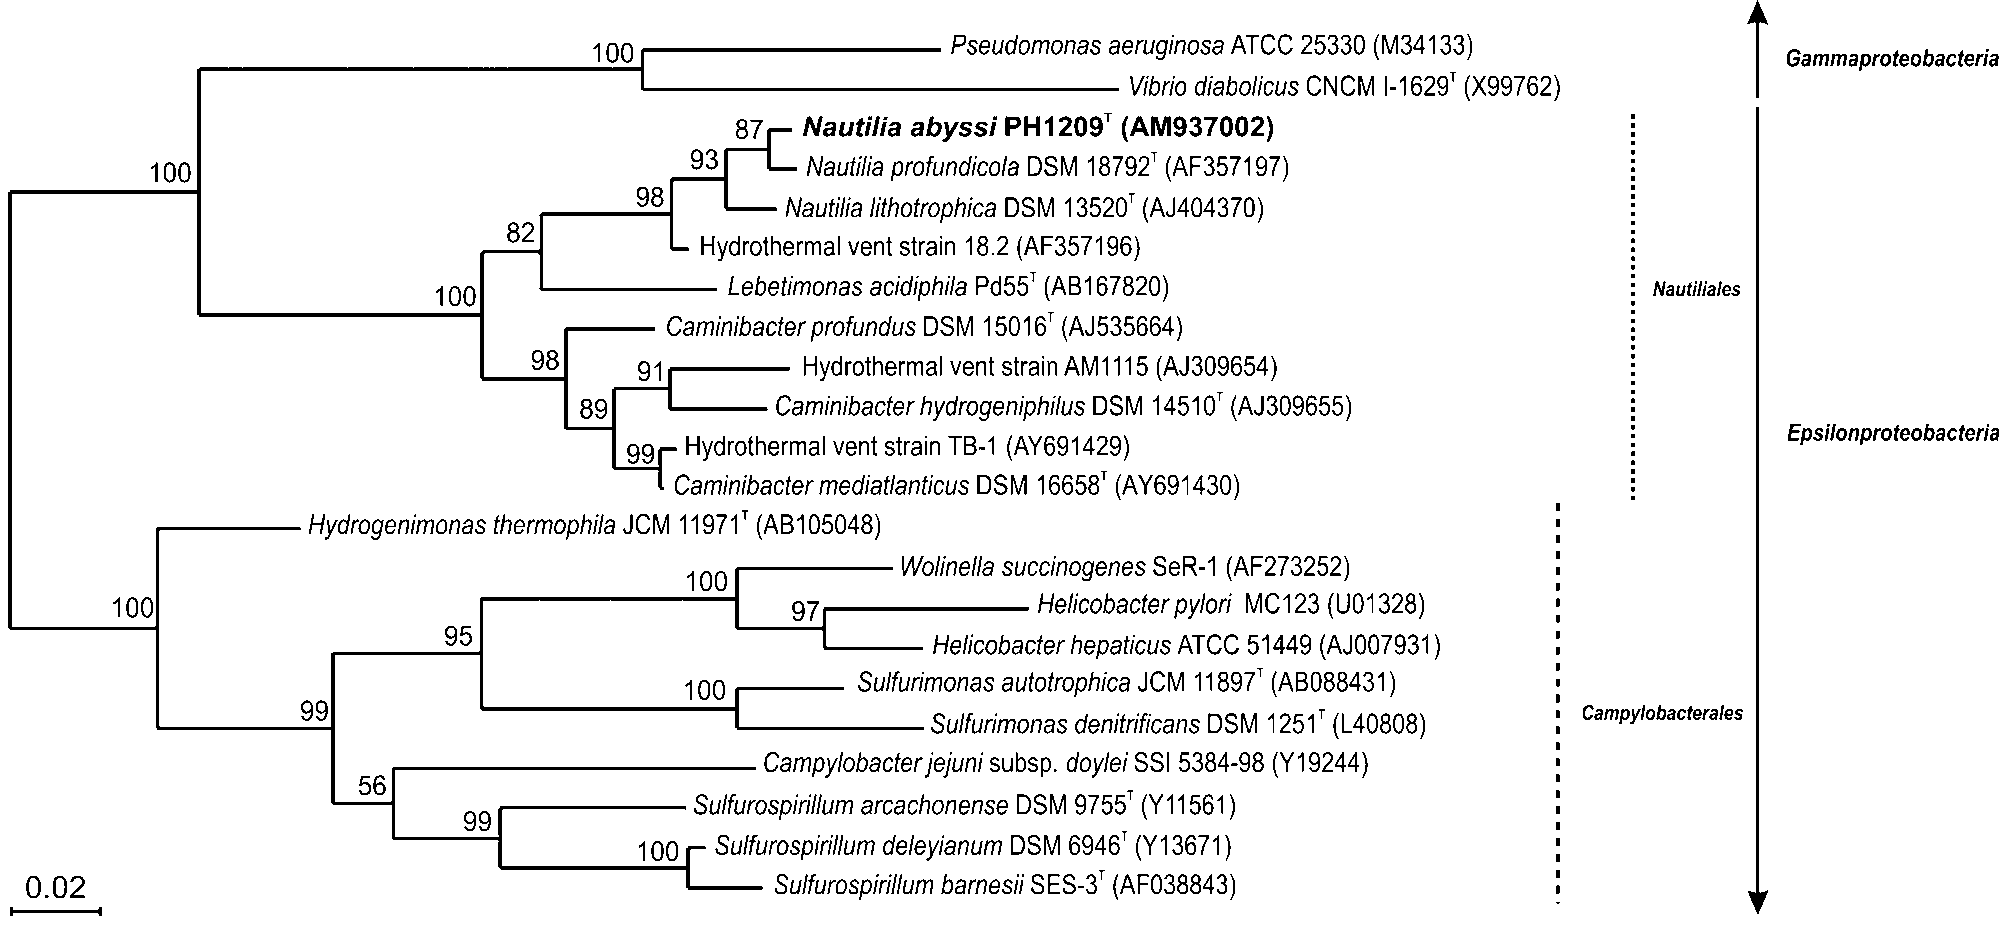 100
Pseudomonas aeruginosa ATCC 25330 (M34133)
Gammaproteobacteria
Vibrio diabolicus CNCM I-1629T (X99762)
87
Nautilia abyssi PH1209T (AM937002)
93
Nautilia profundicola DSM 18792T (AF357197)
100
98
Nautilia lithotrophica DSM 13520T (AJ404370)
82
Hydrothermal vent strain 18.2 (AF357196)
100
Lebetimonas acidiphila Pd55T (AB167820)
Nautiliales
Caminibacter profundus DSM 15016T (AJ535664)
98
91
Hydrothermal vent strain AM1115 (AJ309654)
89
Caminibacter hydrogeniphilus DSM 14510T (AJ309655)
Epsilonproteobacteria
99
Hydrothermal vent strain TB-1 (AY691429)
Caminibacter mediatlanticus DSM 16658T (AY691430)
Hydrogenimonas thermophila JCM 11971T (AB105048)
100
Wolinella succinogenes SeR-1 (AF273252)
100
97
Helicobacter pylori MC123 (U01328)
95
Helicobacter hepaticus ATCC 51449 (AJ007931)
100
Sulfurimonas autotrophica JCM 11897T (AB088431)
99
Sulfurimonas denitrificans DSM 1251T (L40808)
Campylobacterales
56
Campylobacter jejuni subsp. doylei SSI 5384-98 (Y19244)
99
Sulfurospirillum arcachonense DSM 9755T (Y11561)
100
Sulfurospirillum deleyianum DSM 6946T (Y13671)
Sulfurospirillum barnesii SES-3T (AF038843)
0.02